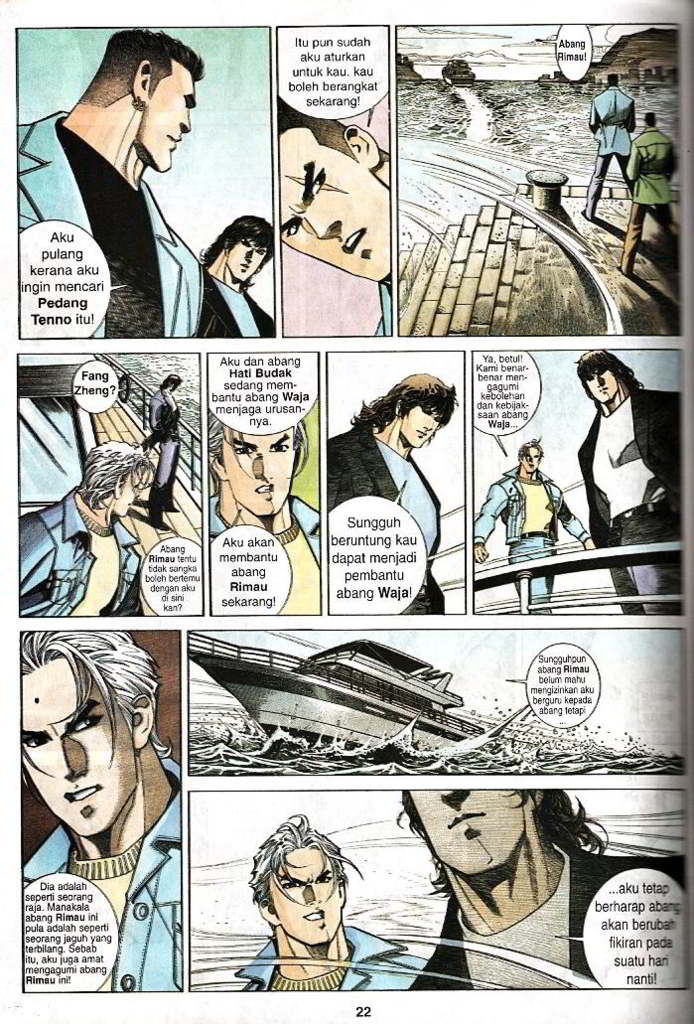 Itu pun sudah
aku aturkan
untuk kau. kau
boleh berangkat
sekarang!
Abang
Rimau!
Aku
pulang
kerana aku
ingin mencari
Pedang
Tenno itu!
Fang
Zheng?
Abang
Rimau tentu
tidak sangka
boleh bertemu
dengan aku
di sini
kan?
Aku dan abang
Hati Budak
sedang mem-
bantu abang Waja
menjaga urusan-
nya.
Aku akan
membantu
abang
Rimau
sekarang!
Sungguh
beruntung kau
dapat menjadi
pembantu
abang Waja!
Ya, betul!
Kami benar-
benar men-
gagumi
kebolehan
dan kebijak-
saan abang
Waja...
Dia adalah
seperti seorang
raja. Manakala
abang Rimau ini
pula adalah seperti
seorang jaguh yang
terbilang. Sebab
itu, aku juga amat
mengagumi abang
Rimau ini!
Sungguhpun
abang Rimau
belum mahu
mengizinkan aku
berguru kepada
abang tetapi
...
...aku tetap
berharap abang
akan berubah
fikiran pada
suatu hari
nanti!
22